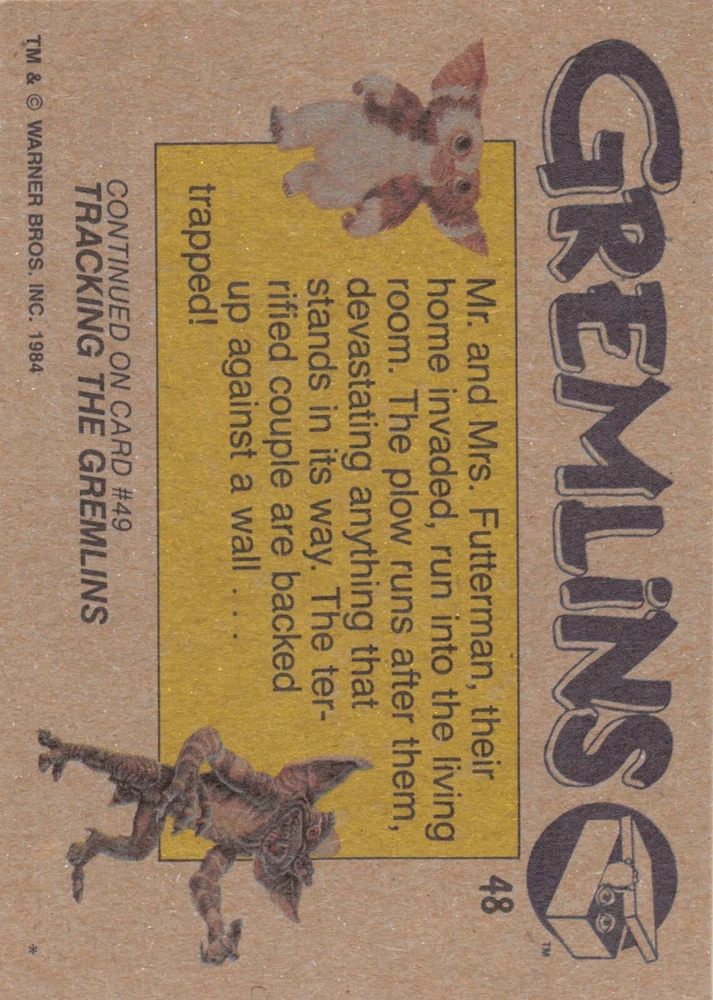 GREMLINS
TM
48
Mr. and Mrs. Futterman, their
home invaded, run into the living
room. The plow runs after them,
devastating anything that
stands in its way. The ter-
rified couple are backed
up against a wall . . .
trapped!
CONTINUED ON CARD #49
TRACKING THE GREMLINS
TM & © WARNER BROS. INC. 1984
*